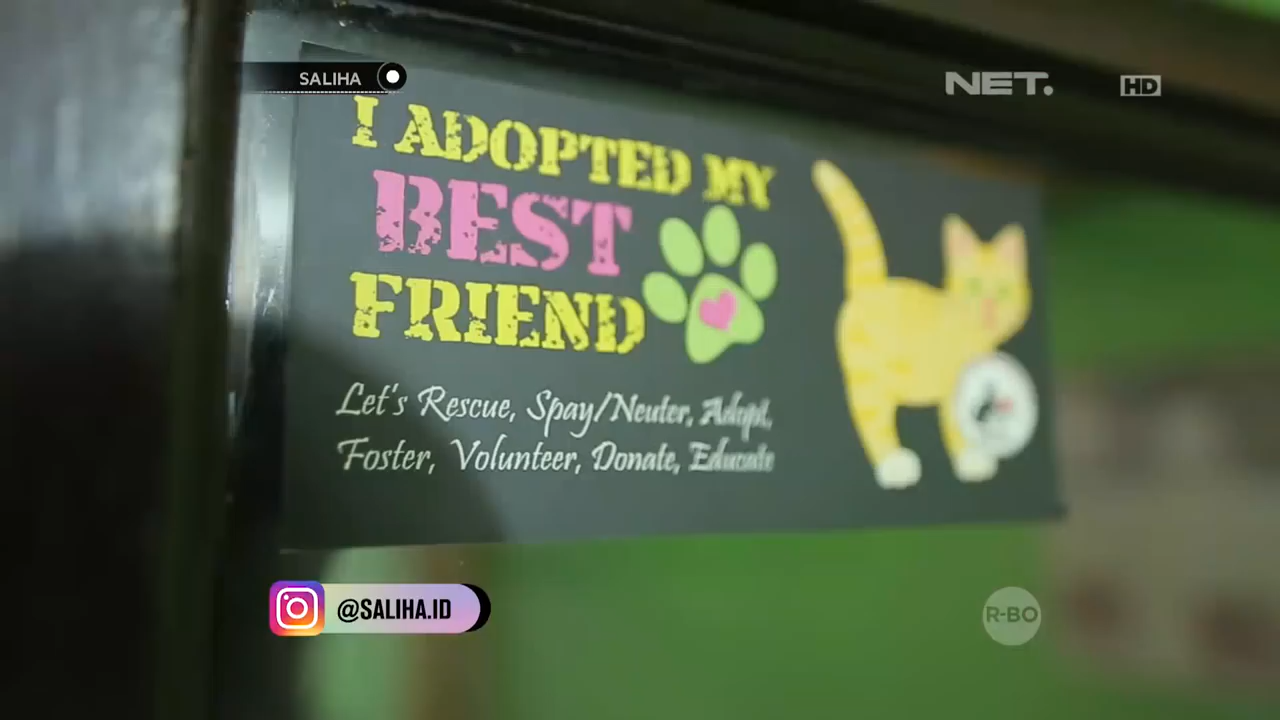 SALIHA
NET.
HD
I ADOPTED MY
BEST
FRIEND
Let's Rescue, Spay/Neuter, Adopt,
Foster, Volunteer, Donate, Educate
@SALIHA.ID
R-BO